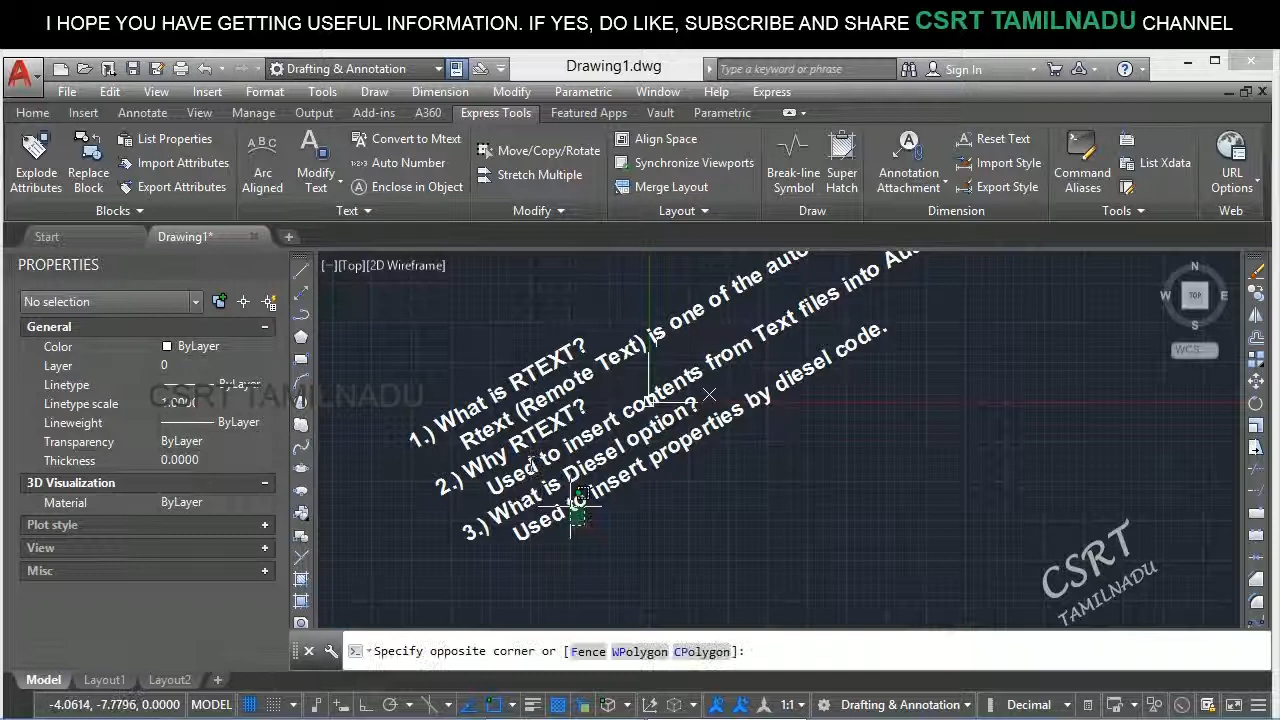 I HOPE YOU HAVE GETTING USEFUL INFORMATION. IF YES, DO LIKE, SUBSCRIBE AND SHARE CSRT TAMILNADU CHANNEL
Drafting & Annotation
Drawing1.dwg
Type a keyword or phrase
Sign In
File Edit View Insert Format Tools Draw Dimension Modify Parametric Window Help Express
Home Insert Annotate View Manage Output Add-ins A360 Express Tools Featured Apps Vault Parametric
Explode Attributes
Replace Block
List Properties
Import Attributes
Export Attributes
Blocks
Arc Aligned
Modify Text
Convert to Mtext
Auto Number
Enclose in Object
Text
Move/Copy/Rotate
Stretch Multiple
Modify
Align Space
Synchronize Viewports
Merge Layout
Layout
Break-line Symbol
Super Hatch
Draw
Annotation Attachment
Reset Text
Import Style
Export Style
Dimension
Command Aliases
List Xdata
Tools
URL Options
Web
Start
Drawing1*
PROPERTIES
No selection
General
Color ByLayer
Layer 0
Linetype ByLayer
Linetype scale 1.0000
Lineweight ByLayer
Transparency ByLayer
Thickness 0.0000
3D Visualization
Material ByLayer
Plot style
View
Misc
CSRT TAMILNADU
[−][Top][2D Wireframe]
1.) What is RTEXT?
Rtext (Remote Text) is one of the auto
2.) Why RTEXT?
Used to insert contents from Text files into Au
3.) What is Diesel option?
Used to insert properties by diesel code.
N
W TOP E
S
WCS
CSRT
TAMILNADU
Specify opposite corner or [Fence WPolygon CPolygon]:
Model Layout1 Layout2 +
-4.0614, -7.7796, 0.0000 MODEL 1:1 Drafting & Annotation Decimal